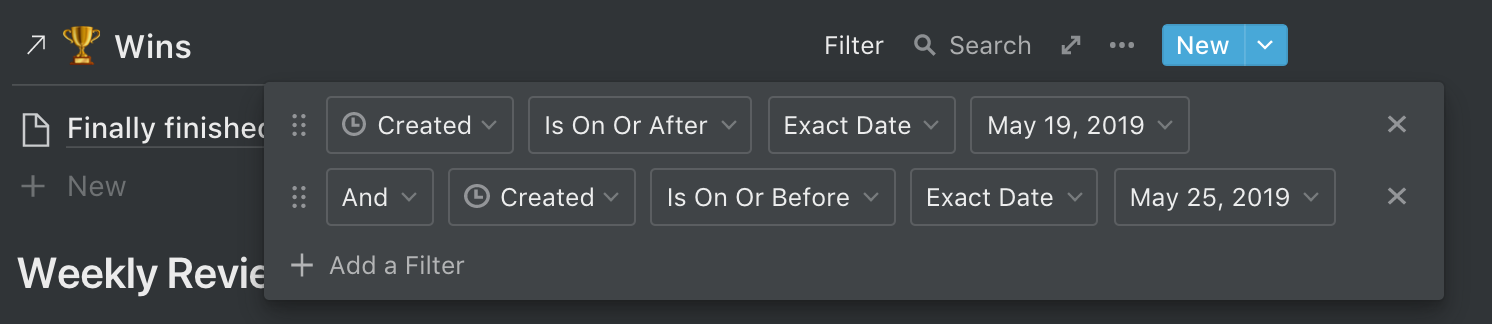 Wins Filter Search New
Created Is On Or After Exact Date May 19, 2019
Finally finished
And Created Is On Or Before Exact Date May 25, 2019
New
Add a Filter
Weekly